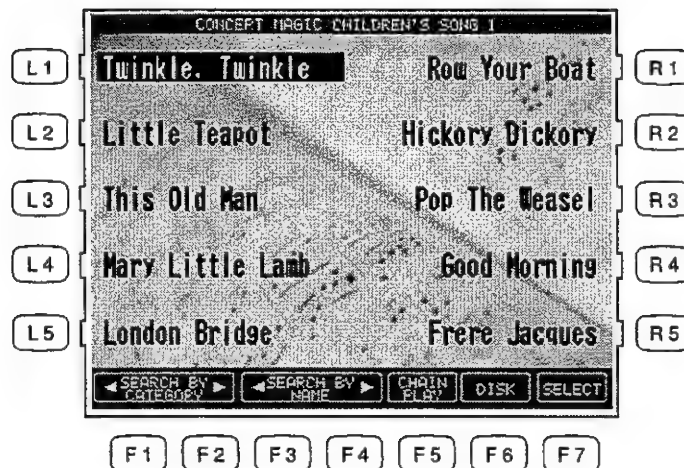 CONCERT MAGIC CHILDREN'S SONG 1
L1 Twinkle. Twinkle Row Your Boat R1
L2 Little Teapot Hickory Dickory R2
L3 This Old Man Pop The Weasel R3
L4 Mary Little Lamb Good Morning R4
L5 London Bridge Frere Jacques R5
◄ SEARCH BY CATEGORY ► ◄ SEARCH BY NAME ► CHAIN PLAY DISK SELECT
F1 F2 F3 F4 F5 F6 F7